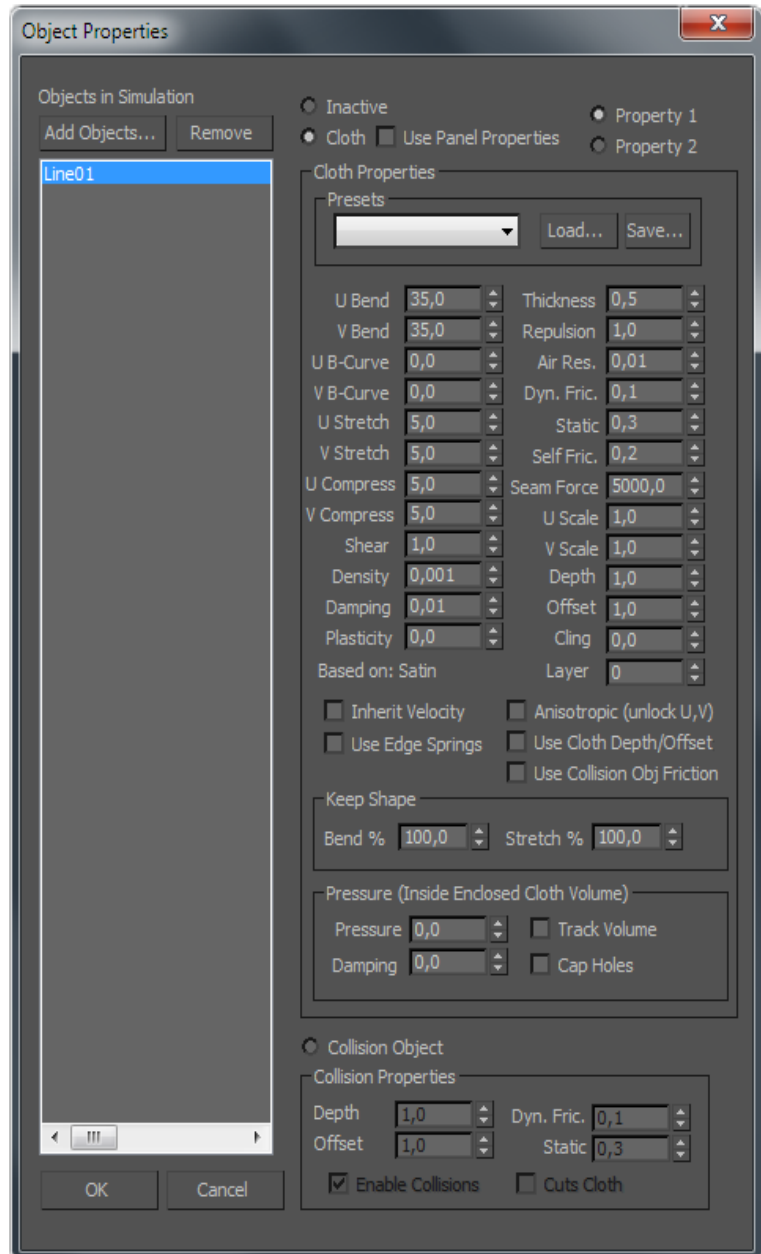 Object Properties
Objects in Simulation
Add Objects... Remove
Line01
OK Cancel
Inactive
Cloth Use Panel Properties
Property 1
Property 2
Cloth Properties
Presets
Load... Save...
U Bend 35,0 Thickness 0,5
V Bend 35,0 Repulsion 1,0
U B-Curve 0,0 Air Res. 0,01
V B-Curve 0,0 Dyn. Fric. 0,1
U Stretch 5,0 Static 0,3
V Stretch 5,0 Self Fric. 0,2
U Compress 5,0 Seam Force 5000,0
V Compress 5,0 U Scale 1,0
Shear 1,0 V Scale 1,0
Density 0,001 Depth 1,0
Damping 0,01 Offset 1,0
Plasticity 0,0 Cling 0,0
Based on: Satin Layer 0
Inherit Velocity Anisotropic (unlock U,V)
Use Edge Springs Use Cloth Depth/Offset
Use Collision Obj Friction
Keep Shape
Bend % 100,0 Stretch % 100,0
Pressure (Inside Enclosed Cloth Volume)
Pressure 0,0 Track Volume
Damping 0,0 Cap Holes
Collision Object
Collision Properties
Depth 1,0 Dyn. Fric. 0,1
Offset 1,0 Static 0,3
Enable Collisions Cuts Cloth